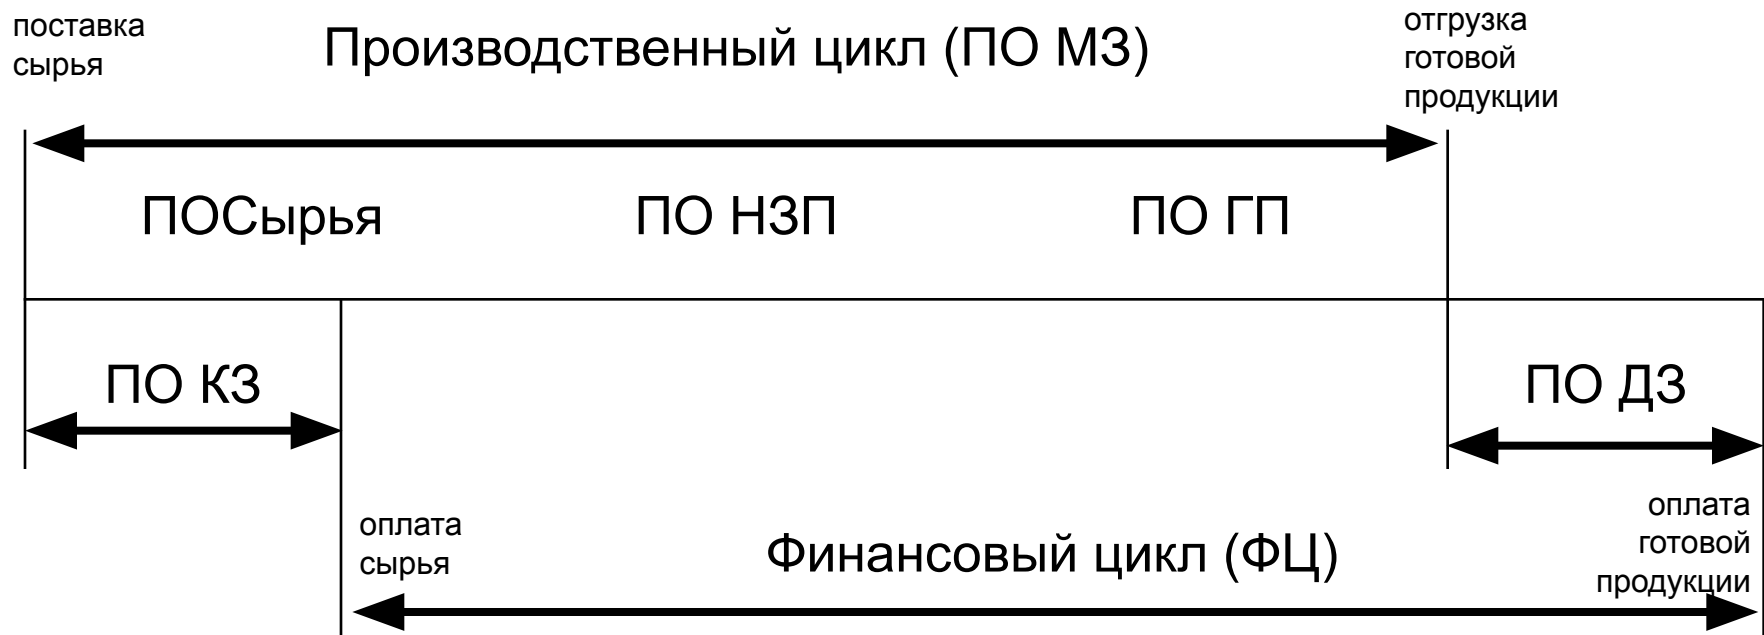 поставка
сырья
Производственный цикл (ПО МЗ)
отгрузка
готовой
продукции
ПОСырья
ПО НЗП
ПО ГП
ПО КЗ
ПО ДЗ
оплата
сырья
Финансовый цикл (ФЦ)
оплата
готовой
продукции